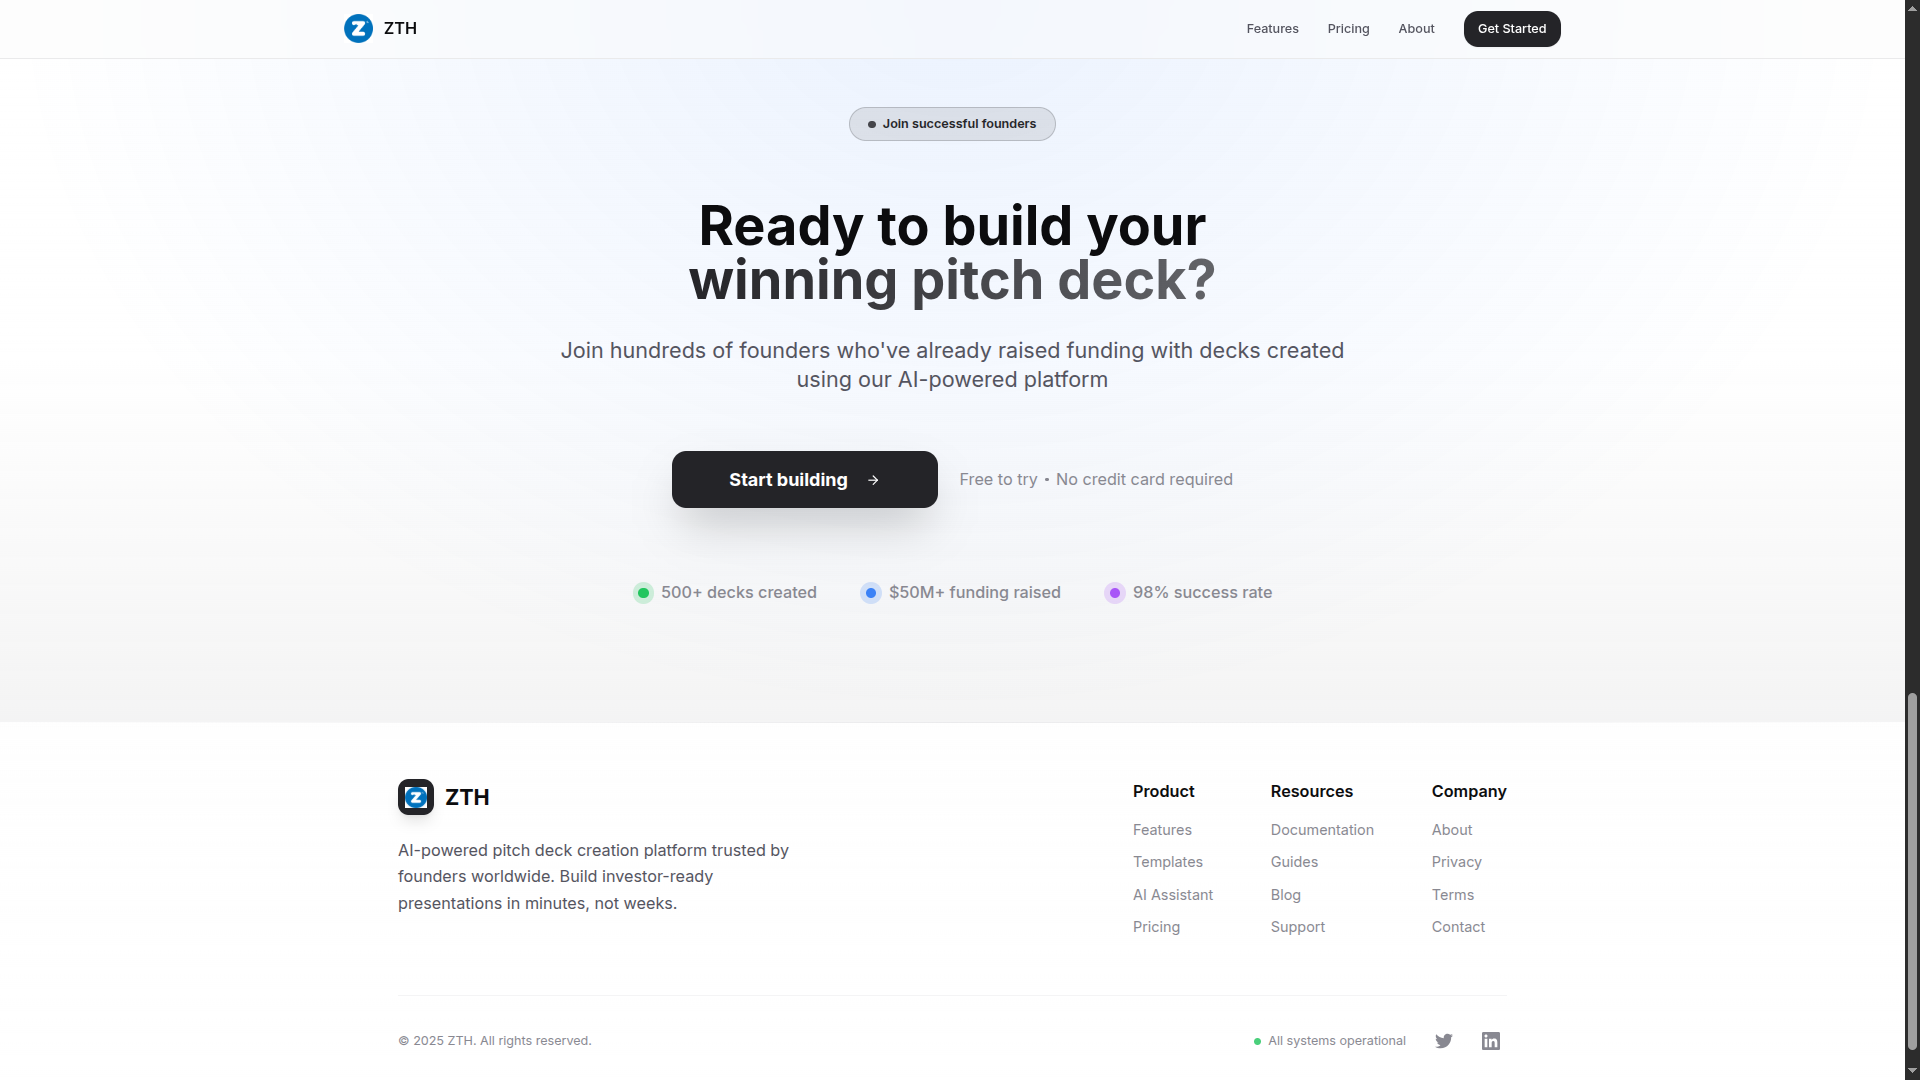 ZTH
Features
Pricing
About
Get Started
Join successful founders
Ready to build your
winning pitch deck?
Join hundreds of founders who've already raised funding with decks created
using our AI-powered platform
Start building →
Free to try • No credit card required
500+ decks created
$50M+ funding raised
98% success rate
ZTH
AI-powered pitch deck creation platform trusted by
founders worldwide. Build investor-ready
presentations in minutes, not weeks.
Product
Features
Templates
AI Assistant
Pricing
Resources
Documentation
Guides
Blog
Support
Company
About
Privacy
Terms
Contact
© 2025 ZTH. All rights reserved.
All systems operational